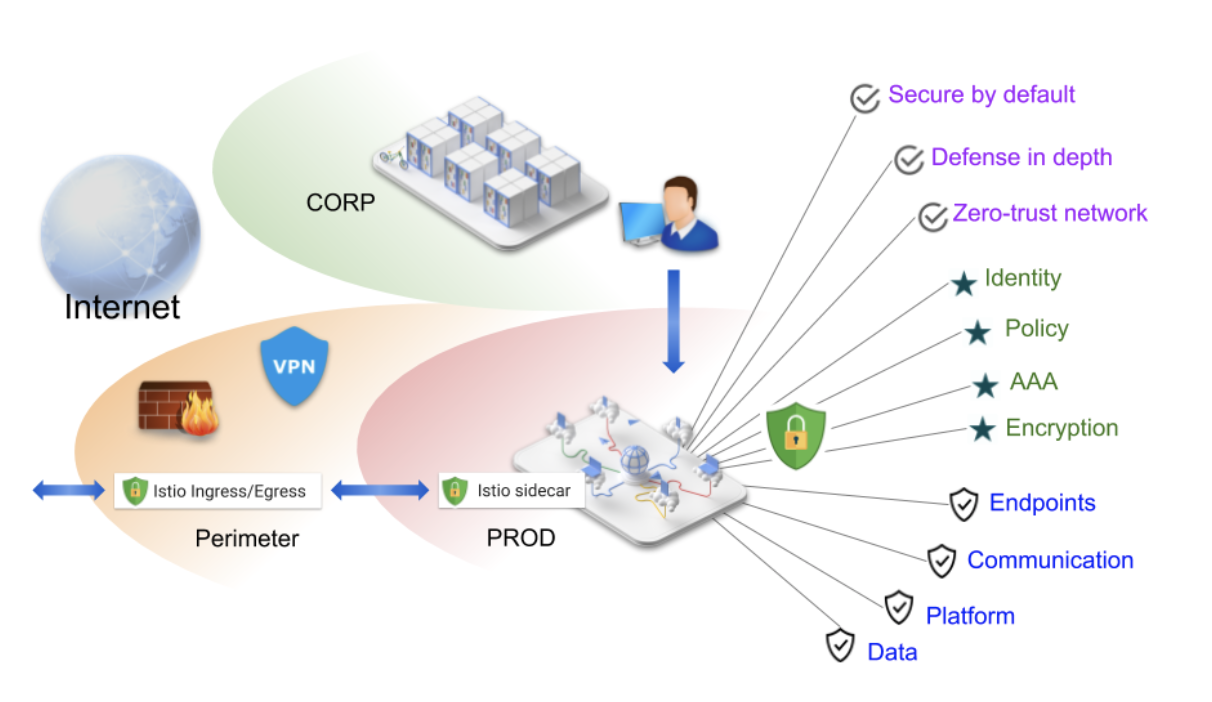 Secure by default
Defense in depth
CORP
Zero-trust network
Internet
Identity
Policy
VPN
AAA
Encryption
Istio Ingress/Egress
Istio sidecar
Endpoints
Perimeter
PROD
Communication
Platform
Data